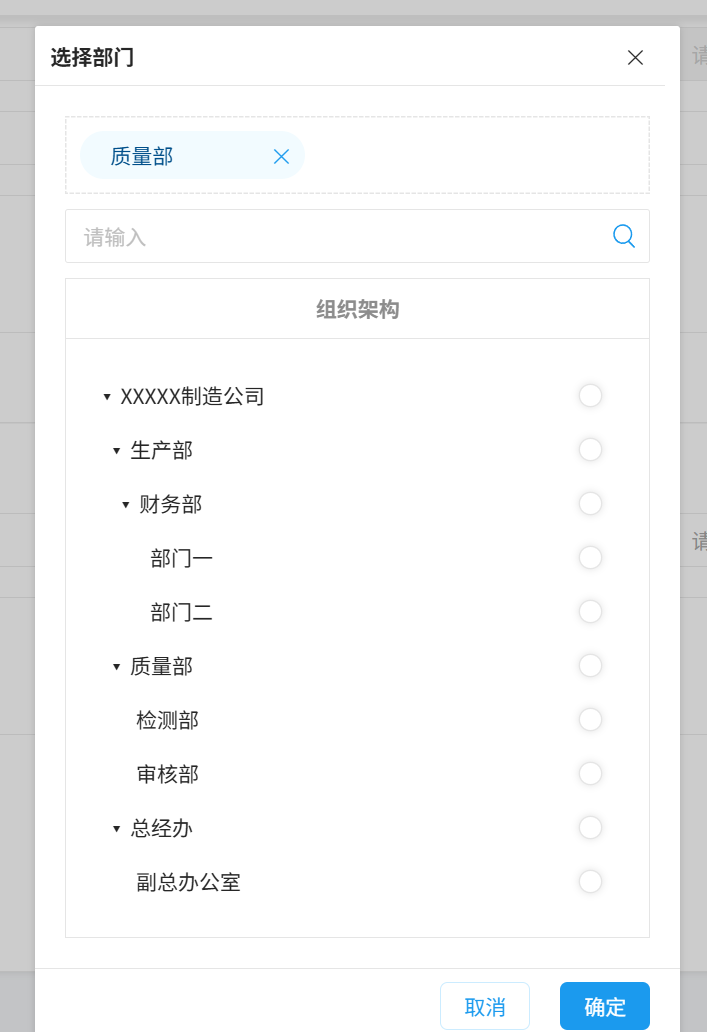 选择部门
请
质量部
请输入
组织架构
XXXXX制造公司
生产部
财务部
请
部门一
部门二
质量部
检测部
审核部
总经办
副总办公室
取消
确定